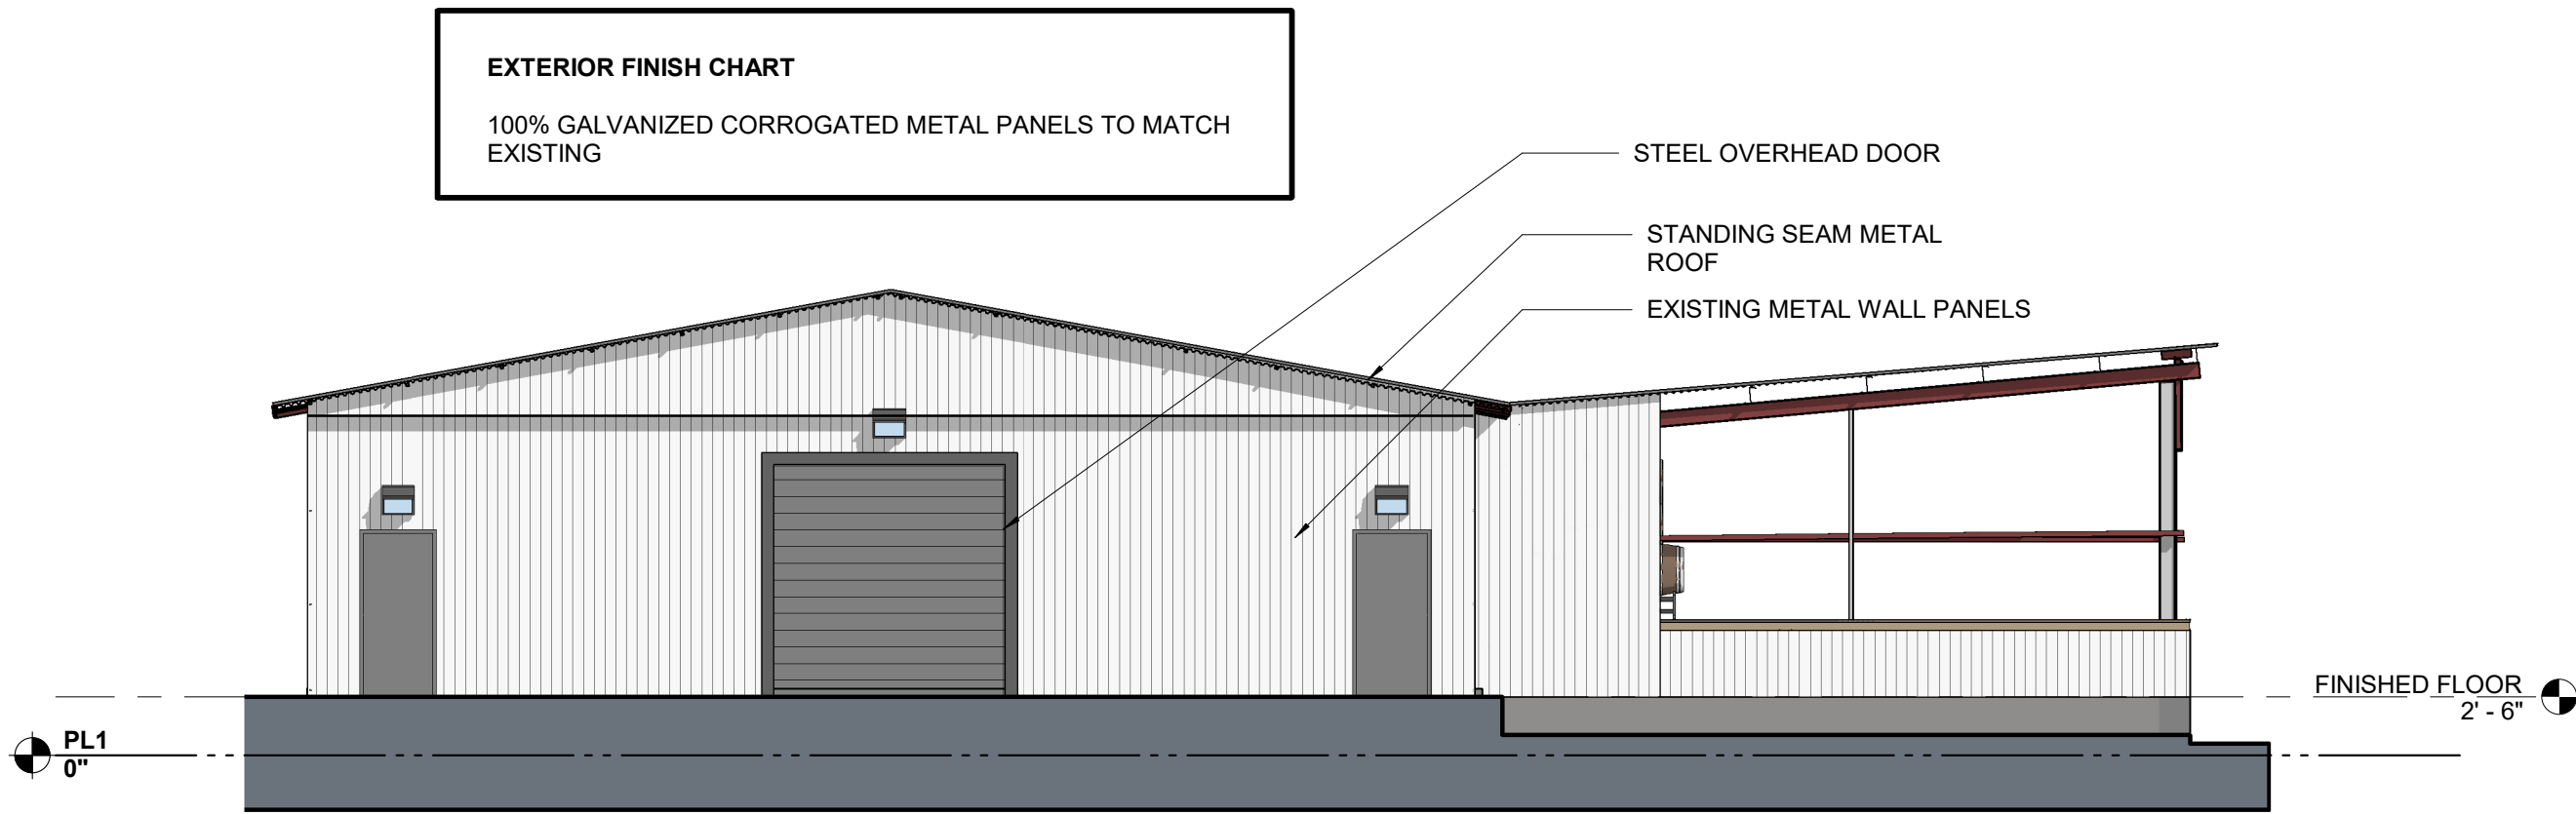 EXTERIOR FINISH CHART
100% GALVANIZED CORROGATED METAL PANELS TO MATCH
EXISTING
STEEL OVERHEAD DOOR
STANDING SEAM METAL
ROOF
EXISTING METAL WALL PANELS
FINISHED FLOOR
2' - 6"
PL1
0"